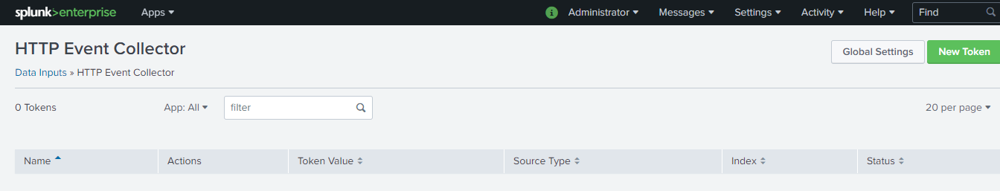 splunk>enterprise Apps Administrator Messages Settings Activity Help Find
HTTP Event Collector
Global Settings New Token
Data Inputs » HTTP Event Collector
0 Tokens App: All filter 20 per page
Name Actions Token Value Source Type Index Status